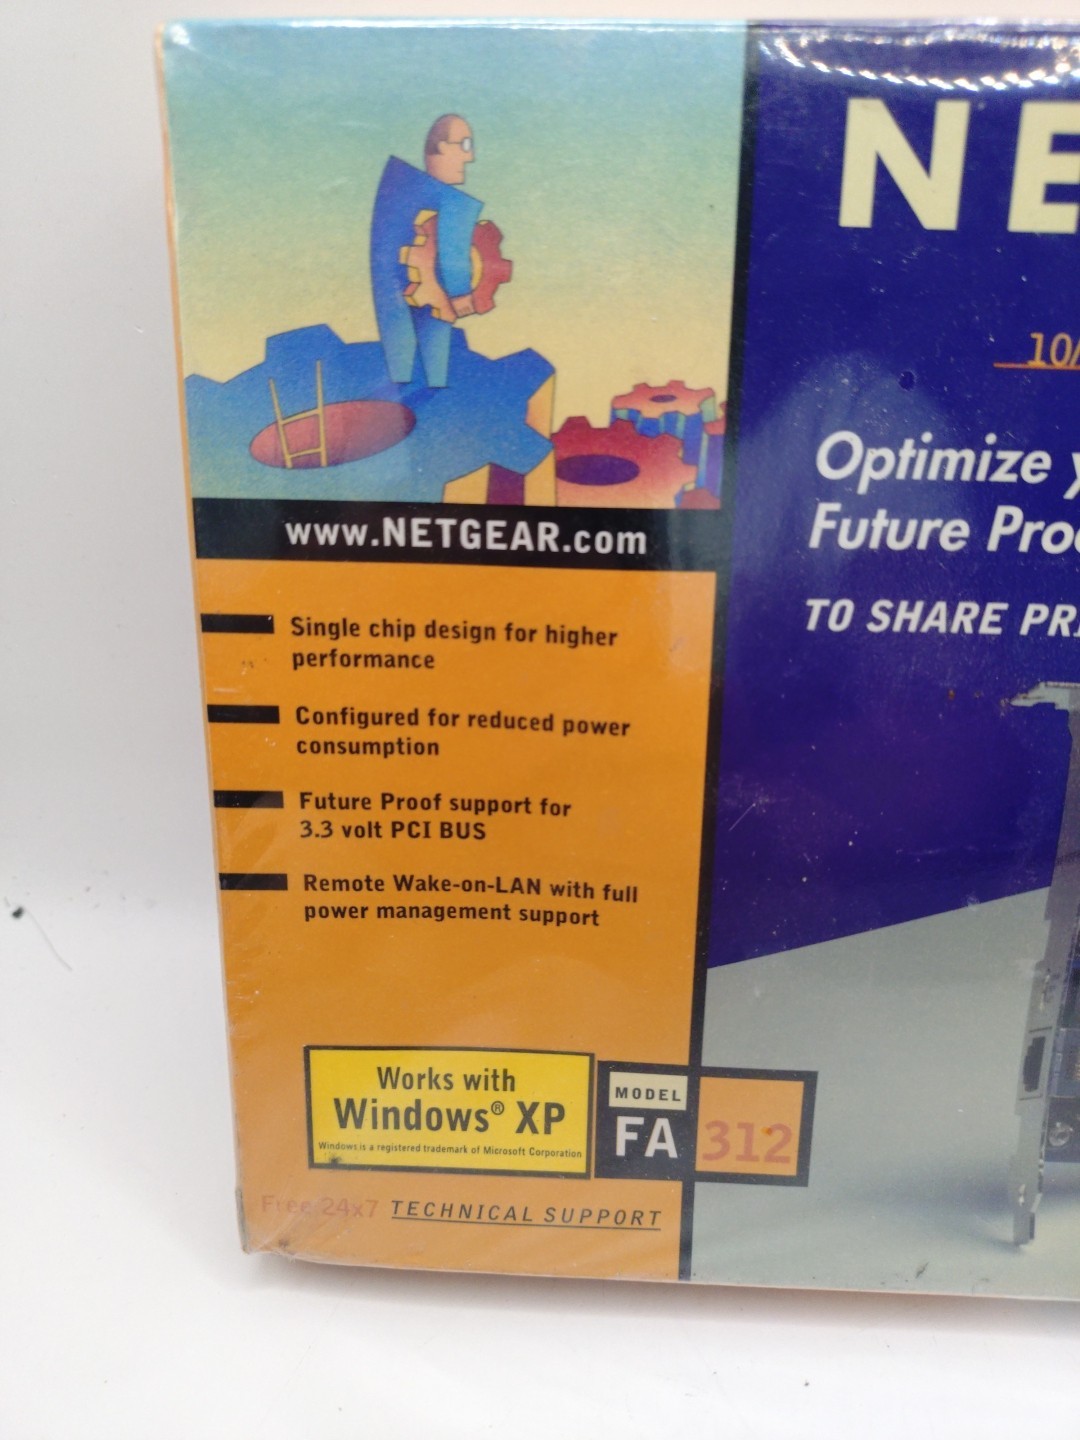 NE
10/
Optimize y
Future Proo
TO SHARE PRI
www.NETGEAR.com
Single chip design for higher
performance
Configured for reduced power
consumption
Future Proof support for
3.3 volt PCI BUS
Remote Wake-on-LAN with full
power management support
Works with
Windows® XP
Windows is a registered trademark of Microsoft Corporation
MODEL
FA 312
Free 24x7 TECHNICAL SUPPORT